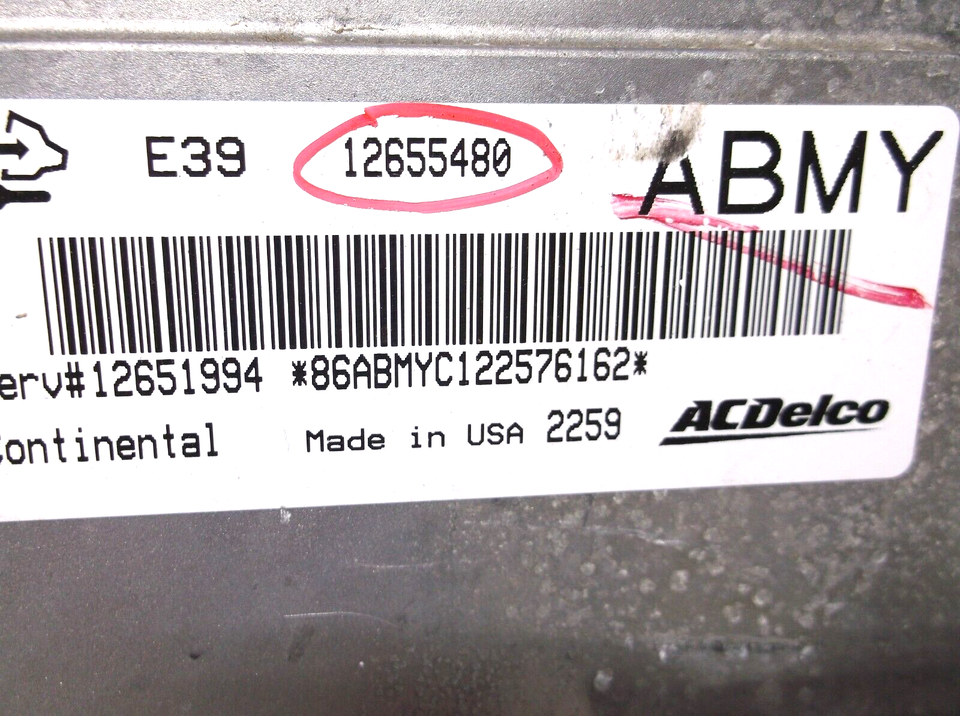 E39 12655480 ABMY
erv#12651994 *86ABMYC122576162*
Continental Made in USA 2259 ACDelco